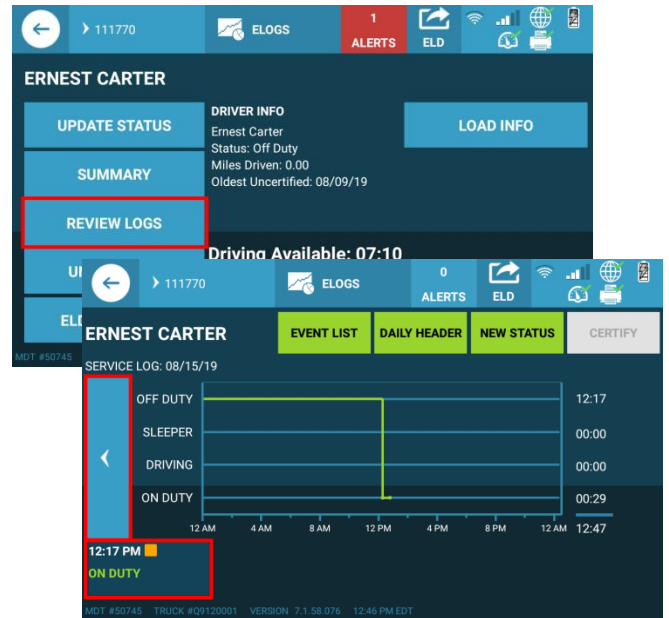 111770
ELOGS
1
ALERTS
ELD
ERNEST CARTER
UPDATE STATUS
SUMMARY
REVIEW LOGS
DRIVER INFO
Ernest Carter
Status: Off Duty
Miles Driven: 0.00
Oldest Uncertified: 08/09/19
LOAD INFO
Driving Available: 07:10
MDT #50745
111770
ELOGS
0
ALERTS
ELD
ERNEST CARTER
EVENT LIST
DAILY HEADER
NEW STATUS
CERTIFY
SERVICE LOG: 08/15/19
OFF DUTY 12:17
SLEEPER 00:00
DRIVING 00:00
ON DUTY 00:29
12 AM 4 AM 8 AM 12 PM 4 PM 8 PM 12 AM 12:47
12:17 PM
ON DUTY
MDT #50745 TRUCK #Q9120001 VERSION 7.1.58.076 12:46 PM EDT